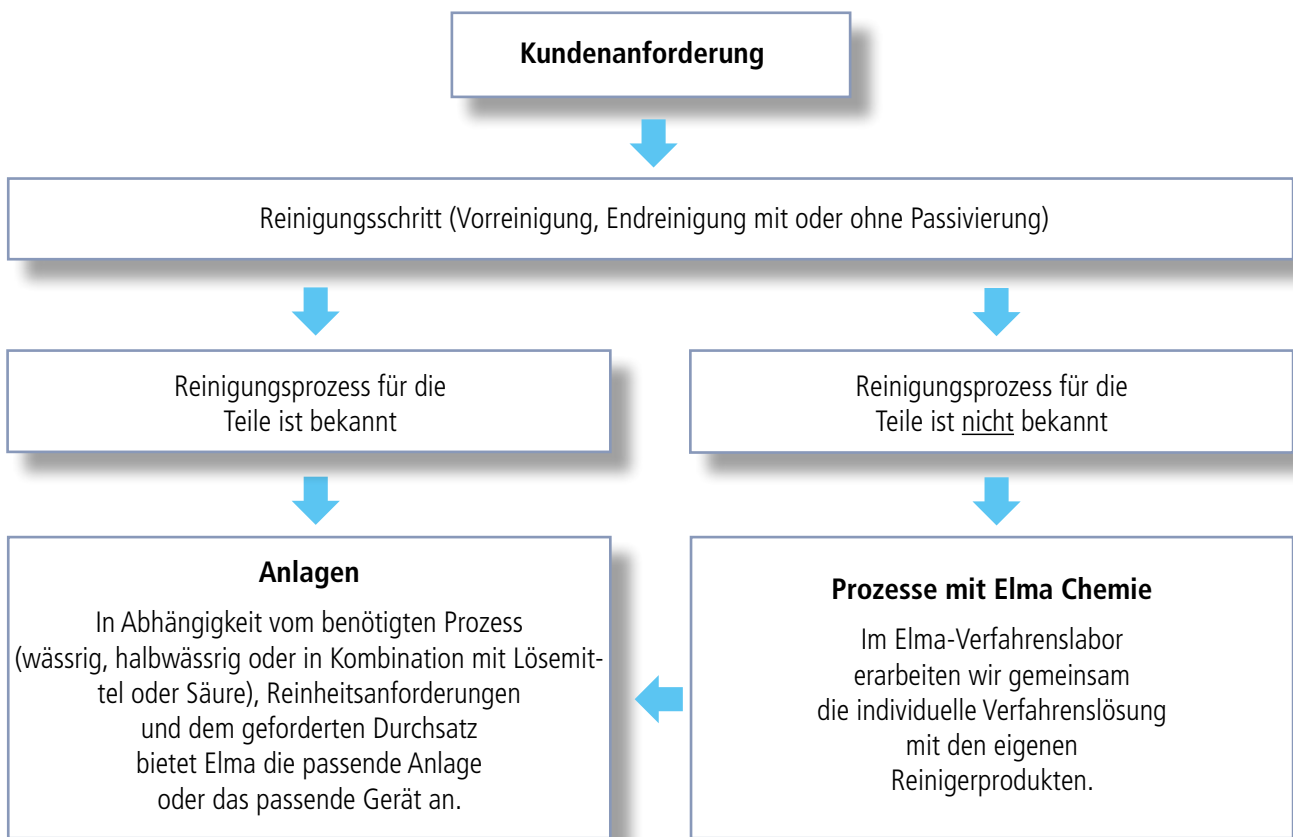 Kundenanforderung
Reinigungsschritt (Vorreinigung, Endreinigung mit oder ohne Passivierung)
Reinigungsprozess für die
Teile ist bekannt
Reinigungsprozess für die
Teile ist nicht bekannt
Anlagen
In Abhängigkeit vom benötigten Prozess
(wässrig, halbwässrig oder in Kombination mit Lösemit-
tel oder Säure), Reinheitsanforderungen
und dem geforderten Durchsatz
bietet Elma die passende Anlage
oder das passende Gerät an.
Prozesse mit Elma Chemie
Im Elma-Verfahrenslabor
erarbeiten wir gemeinsam
die individuelle Verfahrenslösung
mit den eigenen
Reinigerprodukten.